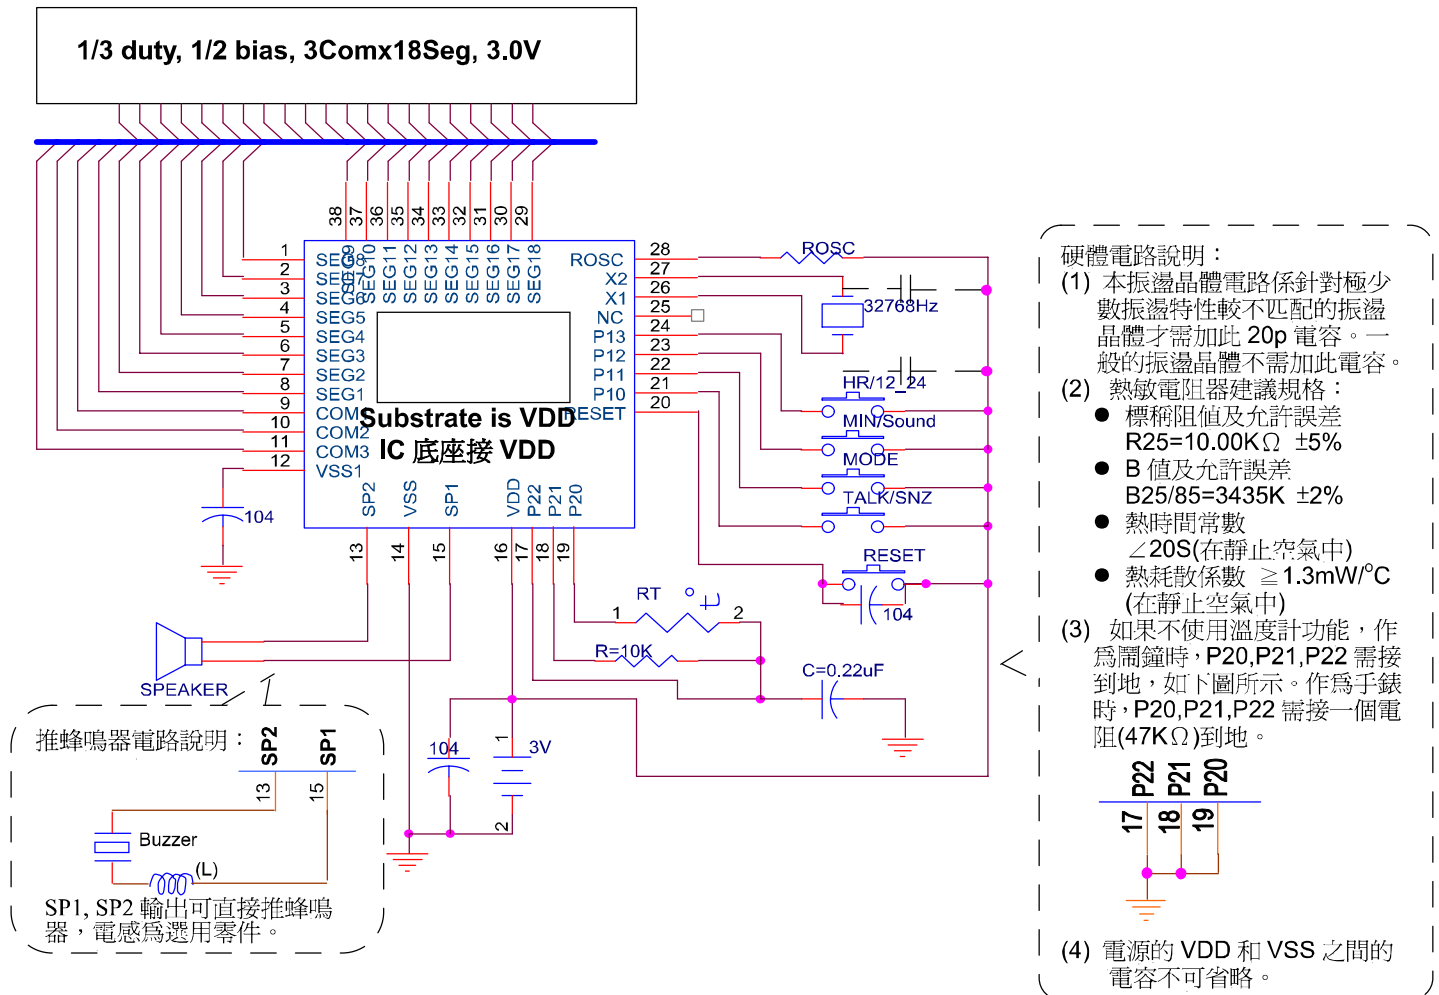 1/3 duty, 1/2 bias, 3Comx18Seg, 3.0V
38
37
36
35
34
33
32
31
30
29
SEG9
SEG10
SEG11
SEG12
SEG13
SEG14
SEG15
SEG16
SEG17
SEG18
1
SEG8
2
SEG7
3
SEG6
4
SEG5
5
SEG4
6
SEG3
7
SEG2
8
SEG1
9
COM1
10
COM2
11
COM3
12
VSS1
28
ROSC
27
X2
26
X1
25
NC
24
P13
23
P12
22
P11
21
P10
20
RESET
Substrate is VDD
IC 底座接 VDD
SP2
VSS
SP1
VDD
P22
P21
P20
13
14
15
16
17
18
19
ROSC
32768Hz
HR/12_24
MIN/Sound
MODE
TALK/SNZ
RESET
104
104
RT
1
2
t
R=10K
C=0.22uF
SPEAKER
104
1
3V
2
推蜂鳴器電路說明：
SP2
SP1
13
15
Buzzer
(L)
SP1, SP2 輸出可直接推蜂鳴
器，電感爲選用零件。
硬體電路說明：
(1) 本振盪晶體電路係針對極少
數振盪特性較不匹配的振盪
晶體才需加此 20p 電容。一
般的振盪晶體不需加此電容。
(2) 熱敏電阻器建議規格：
● 標稱阻值及允許誤差
R25=10.00KΩ ±5%
● B 值及允許誤差
B25/85=3435K ±2%
● 熱時間常數
∠20S(在靜止空氣中)
● 熱耗散係數 ≧1.3mW/°C
(在靜止空氣中)
(3) 如果不使用溫度計功能，作
爲鬧鐘時，P20,P21,P22 需接
到地，如下圖所示。作爲手錶
時，P20,P21,P22 需接一個電
阻(47KΩ)到地。
P22
P21
P20
17
18
19
(4) 電源的 VDD 和 VSS 之間的
電容不可省略。